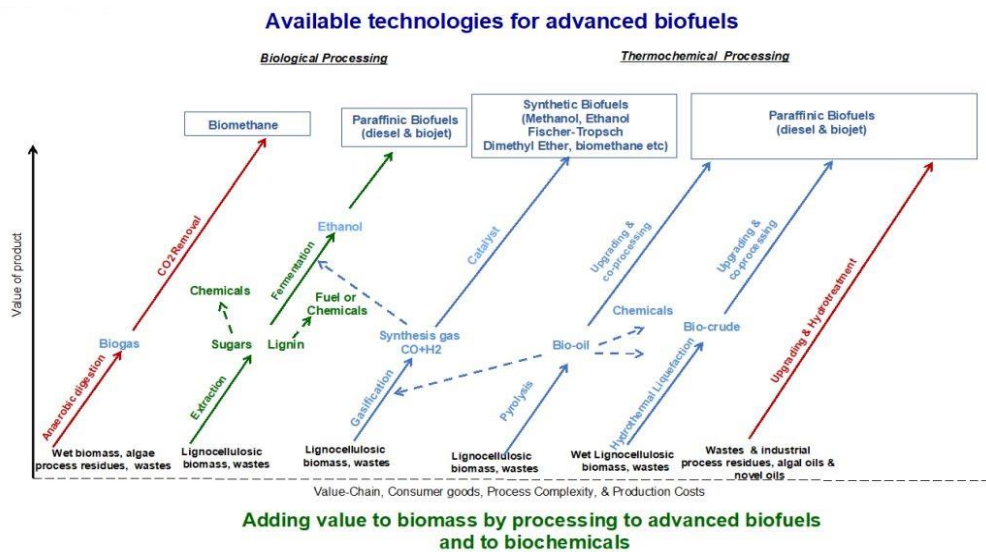 Available technologies for advanced biofuels
Biological Processing
Thermochemical Processing
Biomethane
Paraffinic Biofuels
(diesel & biojet)
Synthetic Biofuels
(Methanol, Ethanol
Fischer-Tropsch
Dimethyl Ether, biomethane etc)
Paraffinic Biofuels
(diesel & biojet)
Value of product
CO2 Removal
Ethanol
Fermentation
Catalyst
Upgrading &
co-processing
Upgrading &
co-processing
Upgrading & Hydrotreatment
Chemicals
Fuel or
Chemicals
Chemicals
Biogas
Sugars
Lignin
Synthesis gas
CO+H2
Bio-oil
Bio-crude
Anaerobic digestion
Extraction
Gasification
Pyrolysis
Hydrothermal Liquefaction
Wet biomass, algae
process residues, wastes
Lignocellulosic
biomass, wastes
Lignocellulosic
biomass, wastes
Lignocellulosic
biomass, wastes
Wet Lignocellulosic
biomass, wastes
Wastes & industrial
process residues, algal oils &
novel oils
Value-Chain, Consumer goods, Process Complexity, & Production Costs
Adding value to biomass by processing to advanced biofuels
and to biochemicals